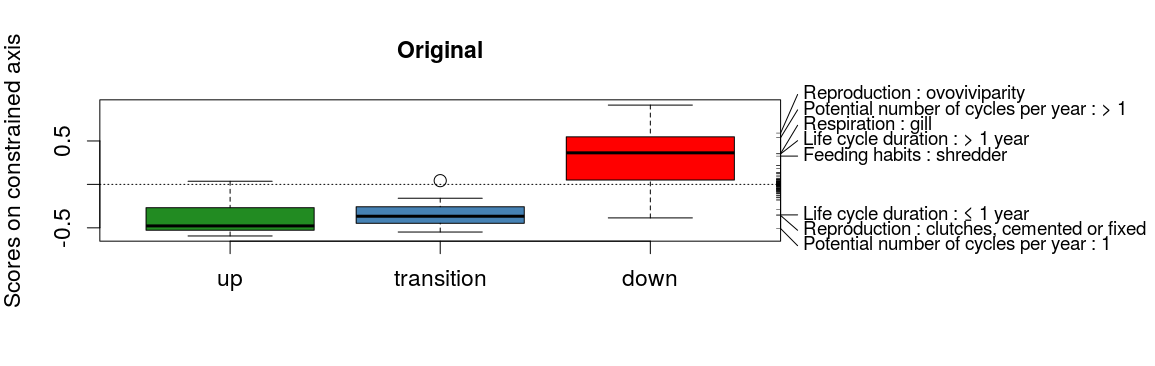 Original
Scores on constrained axis
0.5
-0.5
up
transition
down
Reproduction : ovoviviparity
Potential number of cycles per year : > 1
Respiration : gill
Life cycle duration : > 1 year
Feeding habits : shredder
Life cycle duration : ≤ 1 year
Reproduction : clutches, cemented or fixed
Potential number of cycles per year : 1